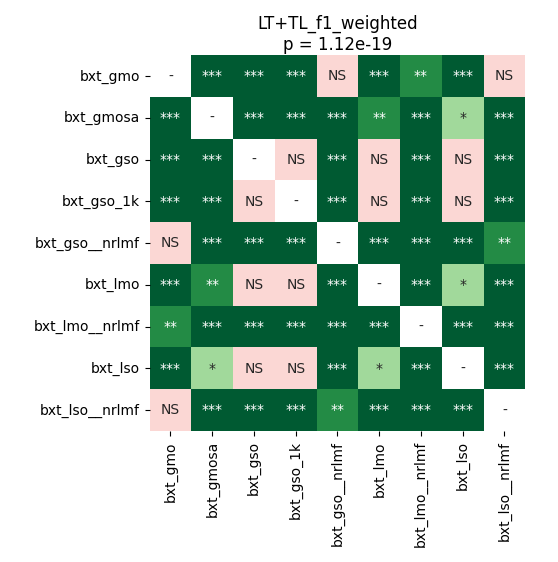 LT+TL_f1_weighted
p = 1.12e-19
bxt_gmo - *** *** *** NS *** ** *** NS
bxt_gmosa *** - *** *** *** ** *** * ***
bxt_gso *** *** - NS *** NS *** NS ***
bxt_gso_1k *** *** NS - *** NS *** NS ***
bxt_gso__nrlmf NS *** *** *** - *** *** *** **
bxt_lmo *** ** NS NS *** - *** * ***
bxt_lmo__nrlmf ** *** *** *** *** *** - *** ***
bxt_lso *** * NS NS *** * *** - ***
bxt_lso__nrlmf NS *** *** *** ** *** *** *** -
bxt_gmo
bxt_gmosa
bxt_gso
bxt_gso_1k
bxt_gso__nrlmf
bxt_lmo
bxt_lmo__nrlmf
bxt_lso
bxt_lso__nrlmf